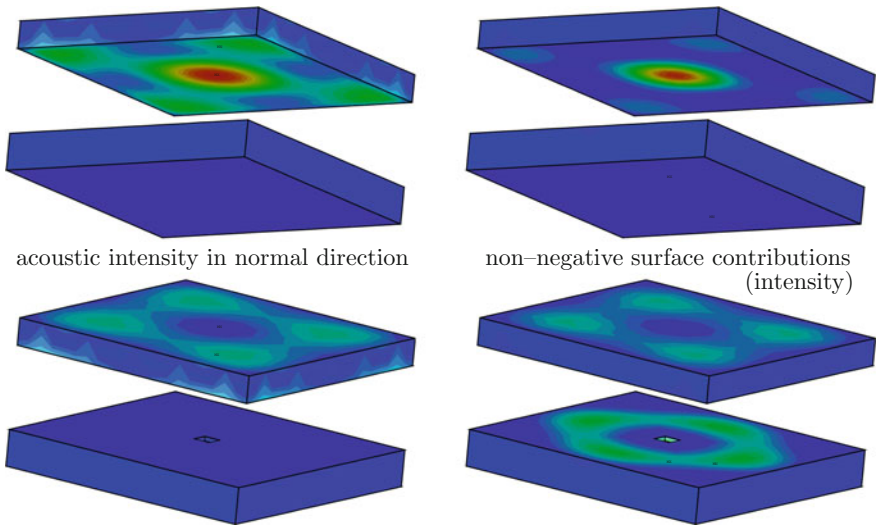 acoustic intensity in normal direction
non–negative surface contributions
(intensity)